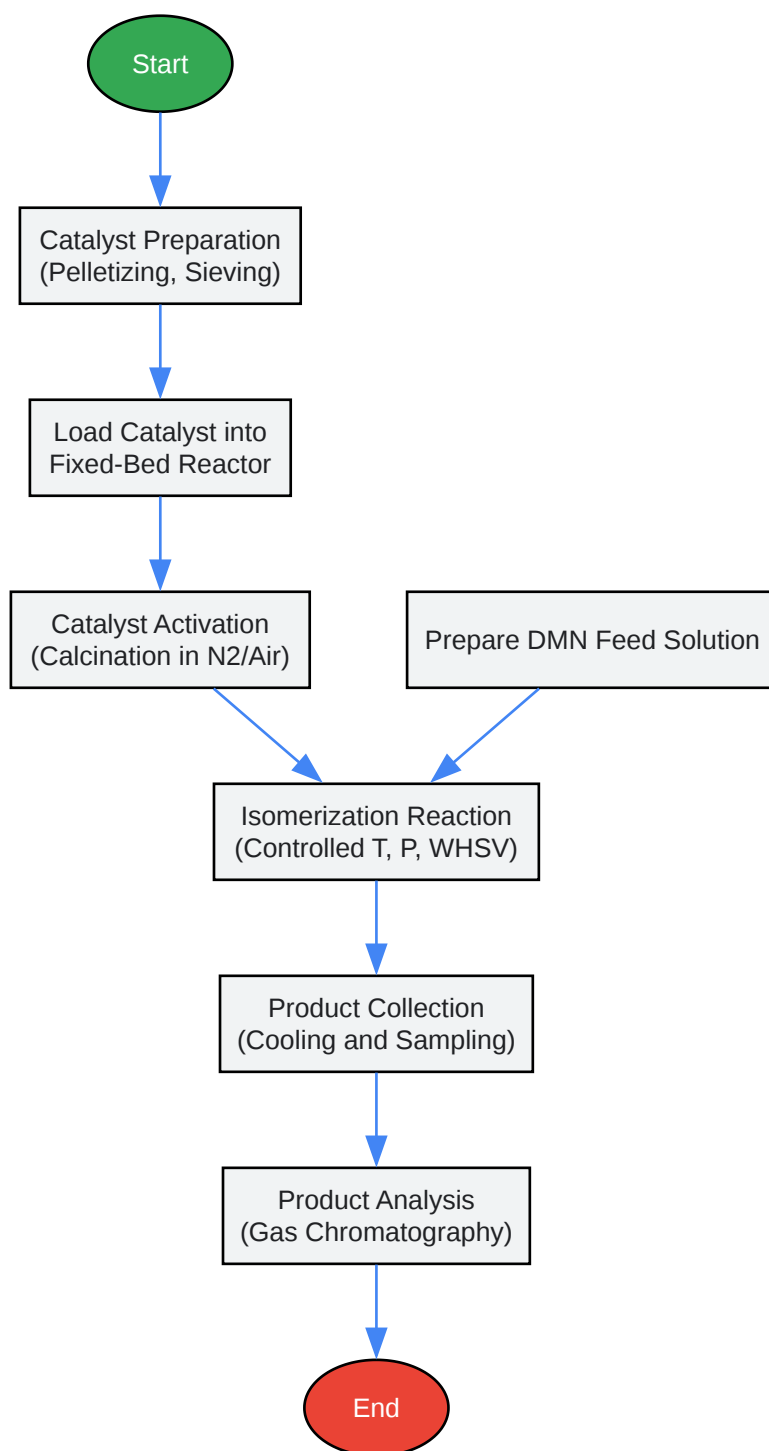 Start
Catalyst Preparation
(Pelletizing, Sieving)
Load Catalyst into
Fixed-Bed Reactor
Catalyst Activation
(Calcination in N2/Air)
Prepare DMN Feed Solution
Isomerization Reaction
(Controlled T, P, WHSV)
Product Collection
(Cooling and Sampling)
Product Analysis
(Gas Chromatography)
End